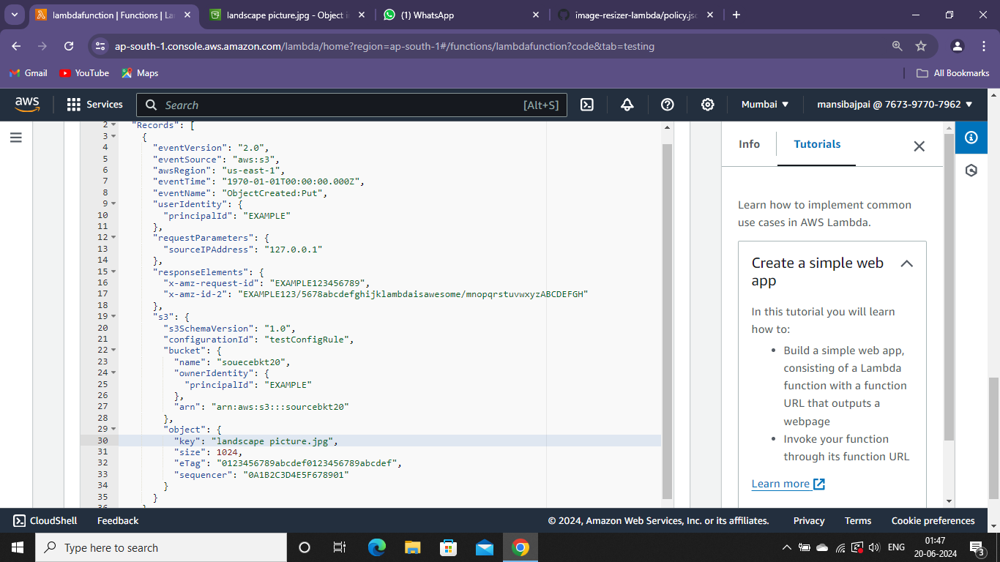 lambdafunction | Functions | La
landscape picture.jpg - Object i
(1) WhatsApp
image-resizer-lambda/policy.js
ap-south-1.console.aws.amazon.com/lambda/home?region=ap-south-1#/functions/lambdafunction?code&tab=testing
Gmail
YouTube
Maps
All Bookmarks
aws
Services
Search
[Alt+S]
Mumbai
mansibajpai @ 7673-9770-7962
2 "Records": [
3 {
4 "eventVersion": "2.0",
5 "eventSource": "aws:s3",
6 "awsRegion": "us-east-1",
7 "eventTime": "1970-01-01T00:00:00.000Z",
8 "eventName": "ObjectCreated:Put",
9 "userIdentity": {
10 "principalId": "EXAMPLE"
11 },
12 "requestParameters": {
13 "sourceIPAddress": "127.0.0.1"
14 },
15 "responseElements": {
16 "x-amz-request-id": "EXAMPLE123456789",
17 "x-amz-id-2": "EXAMPLE123/5678abcdefghijklambdaisawesome/mnopqrstuvwxyzABCDEFGH"
18 },
19 "s3": {
20 "s3SchemaVersion": "1.0",
21 "configurationId": "testConfigRule",
22 "bucket": {
23 "name": "souecebkt20",
24 "ownerIdentity": {
25 "principalId": "EXAMPLE"
26 },
27 "arn": "arn:aws:s3:::sourcebkt20"
28 },
29 "object": {
30 "key": "landscape picture.jpg",
31 "size": 1024,
32 "eTag": "0123456789abcdef0123456789abcdef",
33 "sequencer": "0A1B2C3D4E5F678901"
34 }
35 }
36 }
Info
Tutorials
Learn how to implement common
use cases in AWS Lambda.
Create a simple web
app
In this tutorial you will learn
how to:
• Build a simple web app,
consisting of a Lambda
function with a function
URL that outputs a
webpage
• Invoke your function
through its function URL
Learn more
CloudShell
Feedback
© 2024, Amazon Web Services, Inc. or its affiliates.
Privacy
Terms
Cookie preferences
Type here to search
ENG
01:47
20-06-2024
3